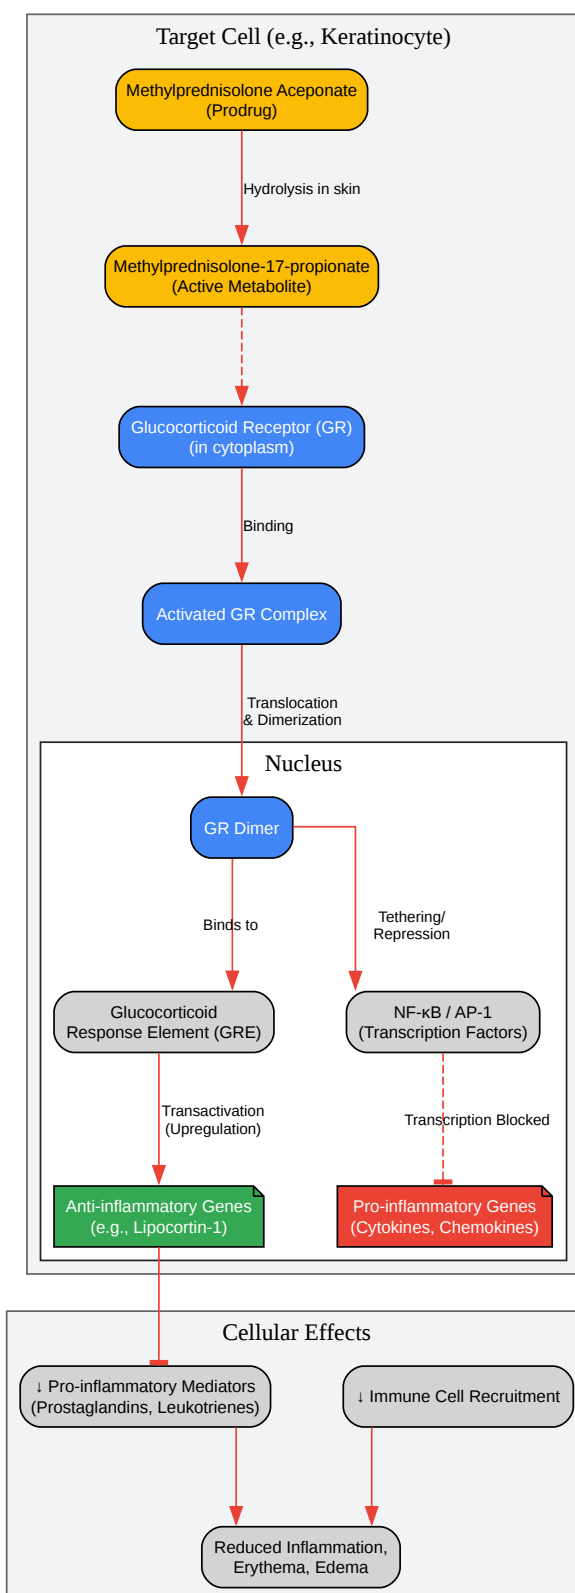 Target Cell (e.g., Keratinocyte)
Methylprednisolone Aceponate
(Prodrug)
Hydrolysis in skin
Methylprednisolone-17-propionate
(Active Metabolite)
Glucocorticoid Receptor (GR)
(in cytoplasm)
Binding
Activated GR Complex
Translocation
& Dimerization
Nucleus
GR Dimer
Binds to
Tethering/
Repression
Glucocorticoid
Response Element (GRE)
NF-κB / AP-1
(Transcription Factors)
Transactivation
(Upregulation)
Transcription Blocked
Anti-inflammatory Genes
(e.g., Lipocortin-1)
Pro-inflammatory Genes
(Cytokines, Chemokines)
Cellular Effects
↓ Pro-inflammatory Mediators
(Prostaglandins, Leukotrienes)
↓ Immune Cell Recruitment
Reduced Inflammation,
Erythema, Edema